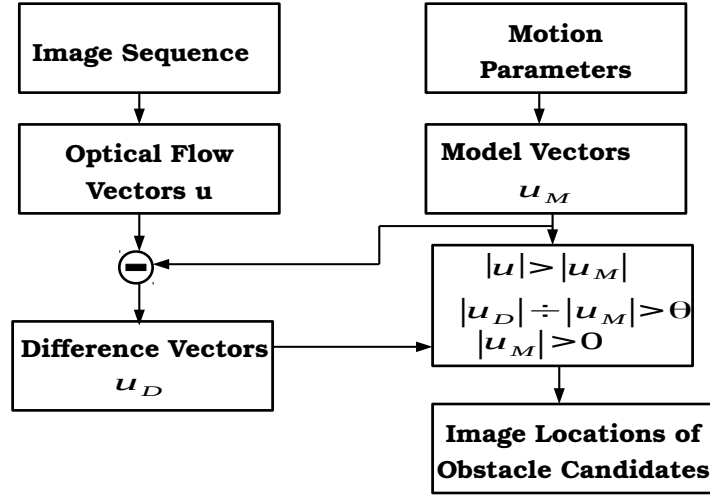 Image Sequence
Motion
Parameters
Optical Flow
Vectors u
Model Vectors
u_M
|u| > |u_M|
|u_D| ÷ |u_M| > Θ
|u_M| > 0
Difference Vectors
u_D
Image Locations of
Obstacle Candidates